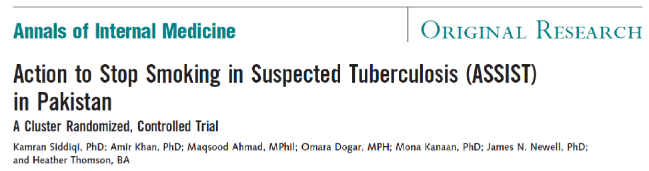 Annals of Internal Medicine
ORIGINAL RESEARCH
Action to Stop Smoking in Suspected Tuberculosis (ASSIST)
in Pakistan
A Cluster Randomized, Controlled Trial
Kamran Siddiqi, PhD; Amir Khan, PhD; Maqsood Ahmad, MPhil; Omara Dogar, MPH; Mona Kanaan, PhD; James N. Newell, PhD;
and Heather Thomson, BA